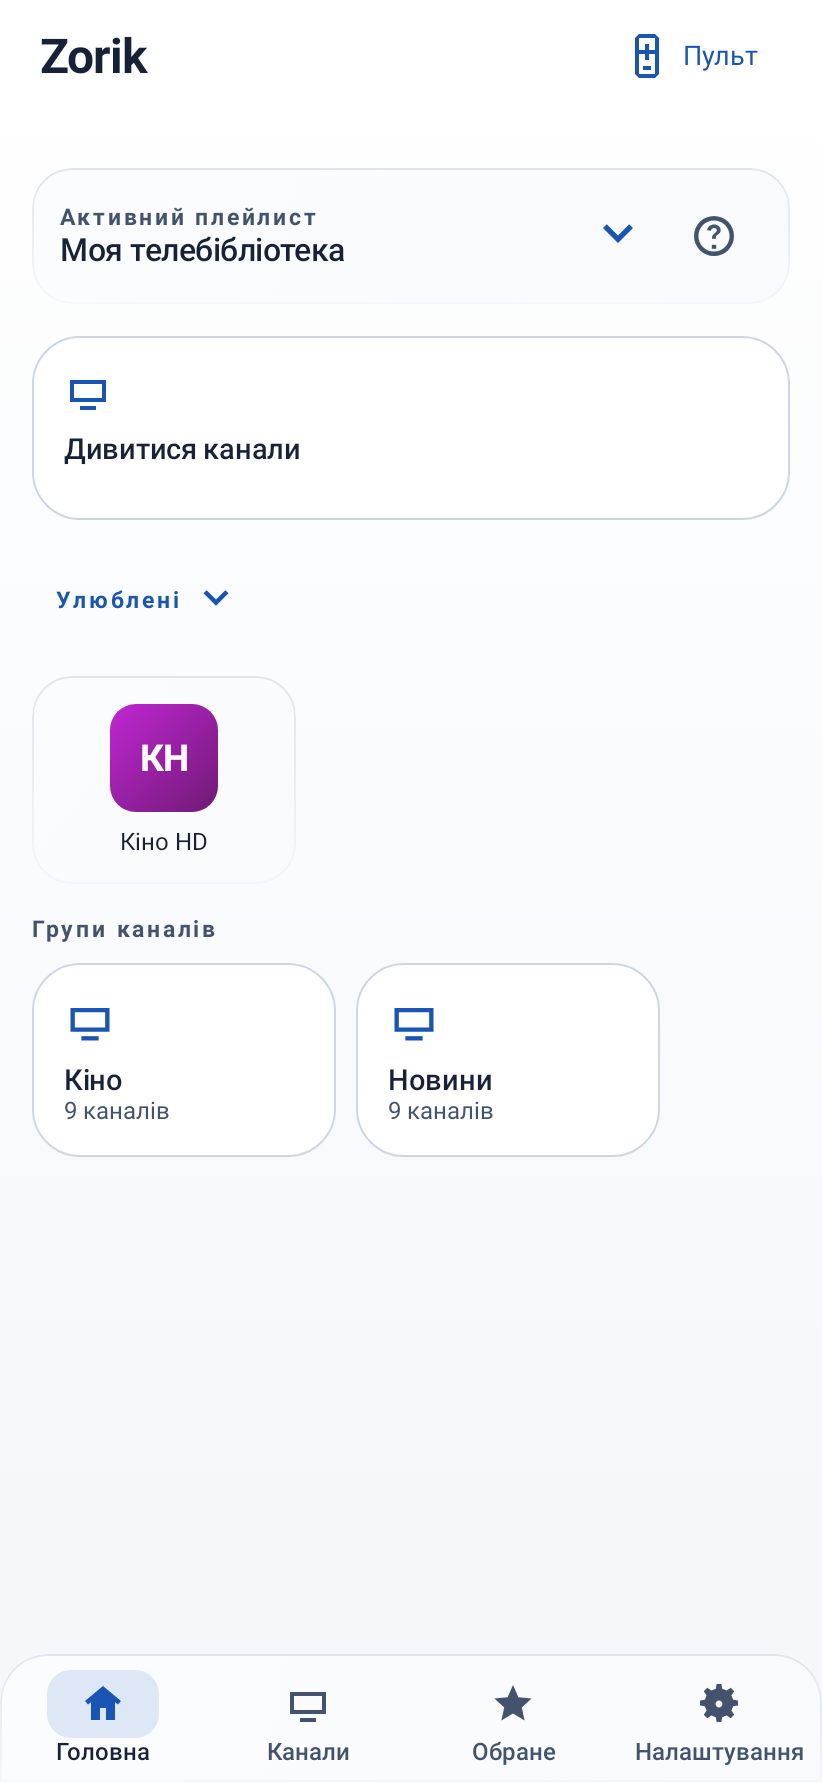 Zorik
Пульт
Активний плейлист
Моя телебібліотека
Дивитися канали
Улюблені
КН
Кіно HD
Групи каналів
Кіно
9 каналів
Новини
9 каналів
Головна
Канали
Обране
Налаштування